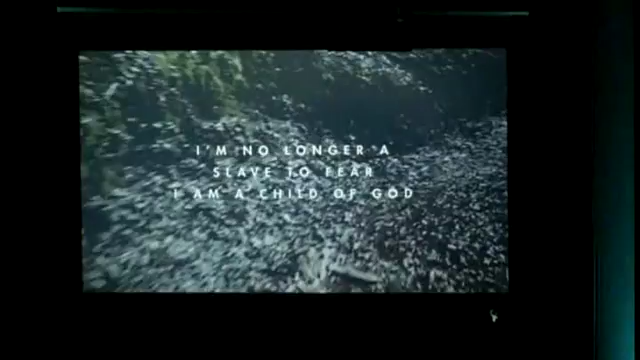 I'M NO LONGER A
SLAVE TO FEAR
I AM A CHILD OF GOD